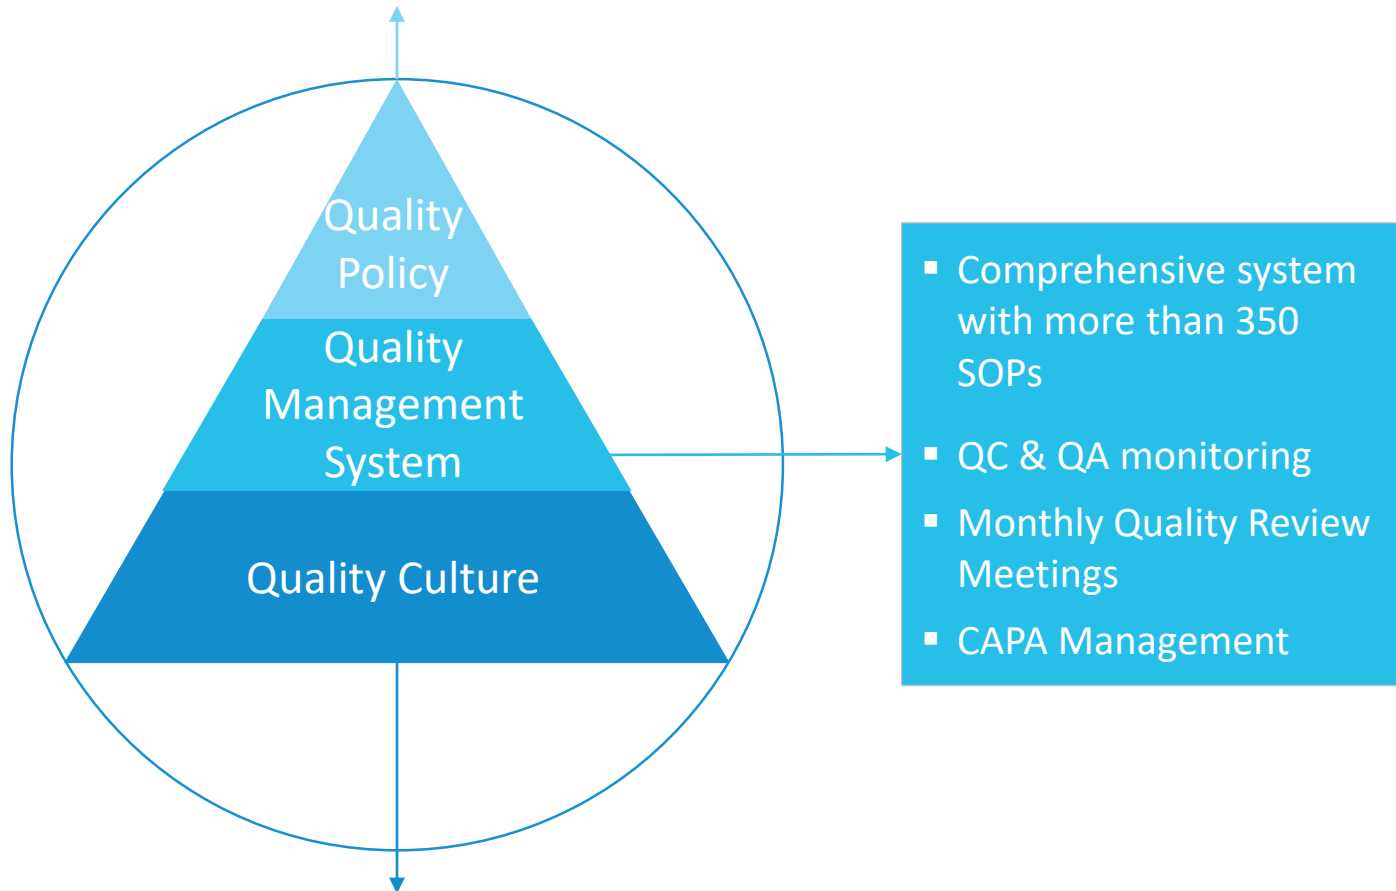 Quality
Policy
Quality
Management
System
Quality Culture
▪ Comprehensive system
with more than 350
SOPs
▪ QC & QA monitoring
▪ Monthly Quality Review
Meetings
▪ CAPA Management